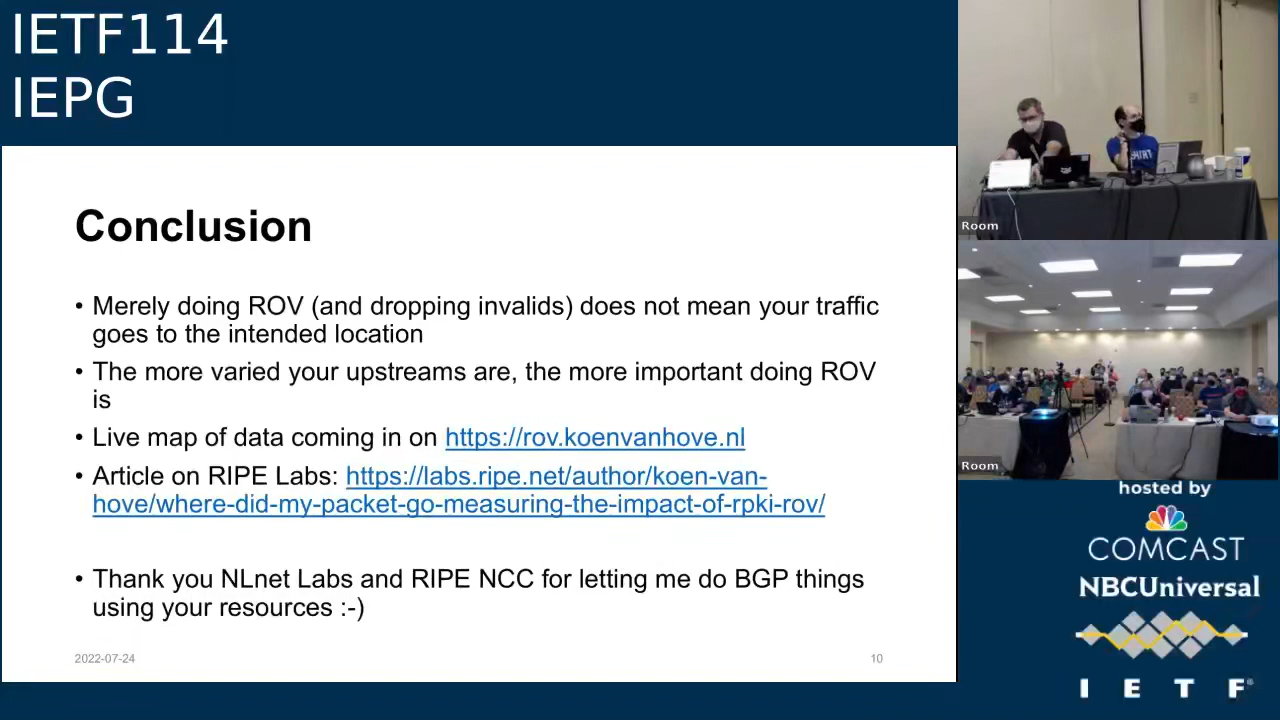 IETF114
IEPG
Conclusion
• Merely doing ROV (and dropping invalids) does not mean your traffic
goes to the intended location
• The more varied your upstreams are, the more important doing ROV
is
• Live map of data coming in on https://rov.koenvanhove.nl
• Article on RIPE Labs: https://labs.ripe.net/author/koen-van-
hove/where-did-my-packet-go-measuring-the-impact-of-rpki-rov/
• Thank you NLnet Labs and RIPE NCC for letting me do BGP things
using your resources :-)
2022-07-24
10
Room
Room
hosted by
COMCAST
NBCUniversal
I E T F®